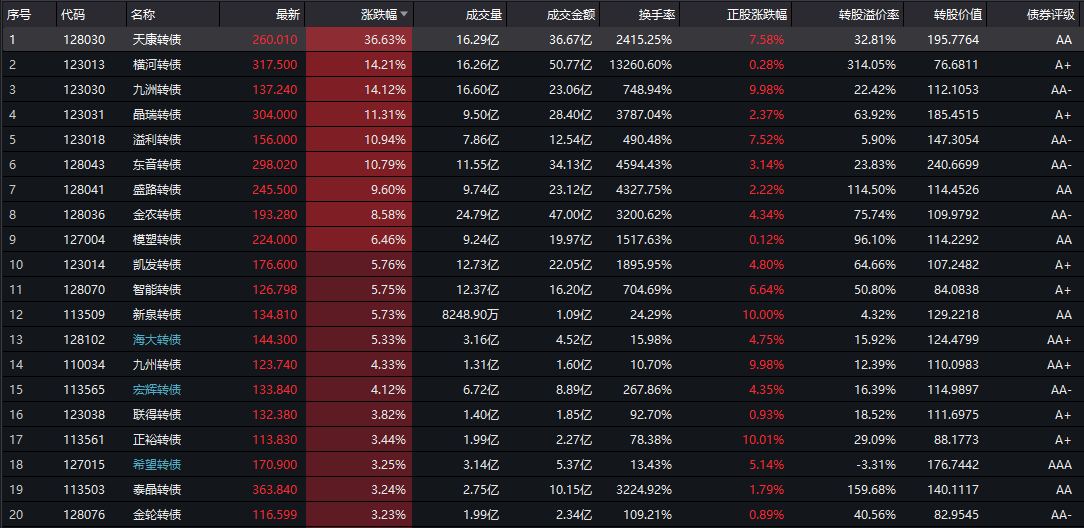 序号 代码 名称 最新 涨跌幅 成交量 成交金额 换手率 正股涨跌幅 转股溢价率 转股价值 债券评级
1 128030 天康转债 260.010 36.63% 16.29亿 36.67亿 2415.25% 7.58% 32.81% 195.7764 AA
2 123013 横河转债 317.500 14.21% 16.26亿 50.77亿 13260.60% 0.28% 314.05% 76.6811 A+
3 123030 九洲转债 137.240 14.12% 16.60亿 23.06亿 748.94% 9.98% 22.42% 112.1053 AA-
4 123031 晶瑞转债 304.000 11.31% 9.50亿 28.40亿 3787.04% 2.37% 63.92% 185.4515 A+
5 123018 溢利转债 156.000 10.94% 7.86亿 12.54亿 490.48% 7.52% 5.90% 147.3054 AA-
6 128043 东音转债 298.020 10.79% 11.55亿 34.13亿 4594.43% 3.14% 23.83% 240.6699 AA-
7 128041 盛路转债 245.500 9.60% 9.74亿 23.12亿 4327.75% 2.22% 114.50% 114.4526 AA
8 128036 金农转债 193.280 8.58% 24.79亿 47.00亿 3200.62% 4.34% 75.74% 109.9792 AA-
9 127004 模塑转债 224.000 6.46% 9.24亿 19.97亿 1517.63% 0.12% 96.10% 114.2292 AA
10 123014 凯发转债 176.600 5.76% 12.73亿 22.05亿 1895.95% 4.80% 64.66% 107.2482 A+
11 128070 智能转债 126.798 5.75% 12.37亿 16.20亿 704.69% 6.64% 50.80% 84.0838 A+
12 113509 新泉转债 134.810 5.73% 8248.90万 1.09亿 24.29% 10.00% 4.32% 129.2218 AA
13 128102 海大转债 144.300 5.33% 3.16亿 4.52亿 15.98% 4.75% 15.92% 124.4799 AA+
14 110034 九州转债 123.740 4.33% 1.31亿 1.60亿 10.70% 9.98% 12.39% 110.0983 AA+
15 113565 宏辉转债 133.840 4.12% 6.72亿 8.89亿 267.86% 4.35% 16.39% 114.9897 AA-
16 123038 联得转债 132.380 3.82% 1.40亿 1.85亿 92.70% 0.93% 18.52% 111.6975 A+
17 113561 正裕转债 113.830 3.44% 1.99亿 2.27亿 78.38% 10.01% 29.09% 88.1773 A+
18 127015 希望转债 170.900 3.25% 3.14亿 5.37亿 13.43% 5.14% -3.31% 176.7442 AAA
19 113503 泰晶转债 363.840 3.24% 2.75亿 10.15亿 3224.92% 1.79% 159.68% 140.1117 AA
20 128076 金轮转债 116.599 3.23% 1.99亿 2.34亿 109.21% 0.89% 40.56% 82.9545 AA-